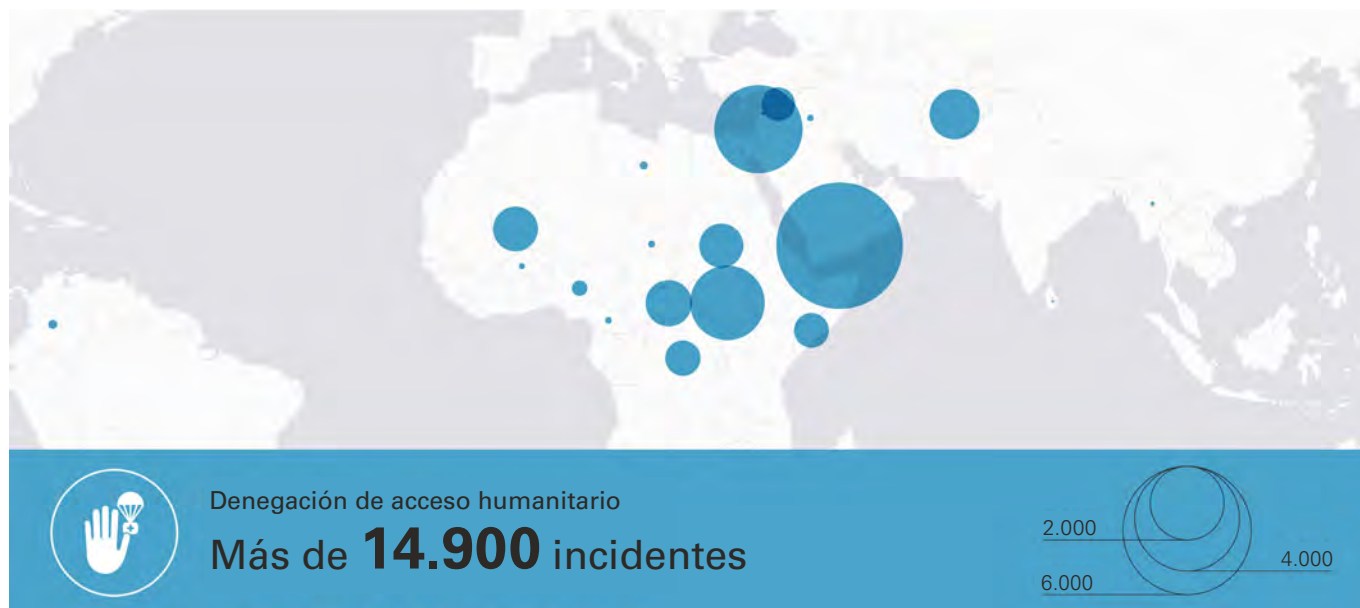 Denegación de acceso humanitario
Más de 14.900 incidentes
2.000
4.000
6.000